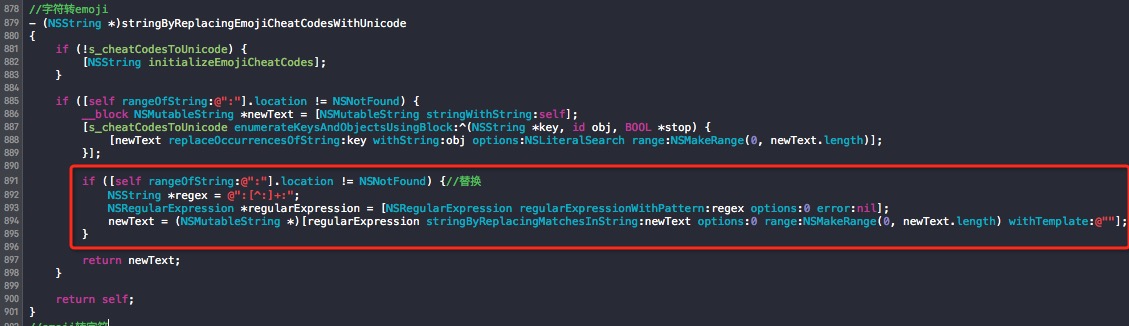 878 //字符转emoji
879 - (NSString *)stringByReplacingEmojiCheatCodesWithUnicode
880 {
881     if (!s_cheatCodesToUnicode) {
882         [NSString initializeEmojiCheatCodes];
883     }
884
885     if ([self rangeOfString:@":"].location != NSNotFound) {
886         __block NSMutableString *newText = [NSMutableString stringWithString:self];
887         [s_cheatCodesToUnicode enumerateKeysAndObjectsUsingBlock:^(NSString *key, id obj, BOOL *stop) {
888             [newText replaceOccurrencesOfString:key withString:obj options:NSLiteralSearch range:NSMakeRange(0, newText.length)];
889         }];
890
891         if ([self rangeOfString:@":"].location != NSNotFound) {//替换
892             NSString *regex = @":[^:]+:";
893             NSRegularExpression *regularExpression = [NSRegularExpression regularExpressionWithPattern:regex options:0 error:nil];
894             newText = (NSMutableString *)[regularExpression stringByReplacingMatchesInString:newText options:0 range:NSMakeRange(0, newText.length) withTemplate:@""];
895         }
896
897         return newText;
898     }
899
900     return self;
901 }